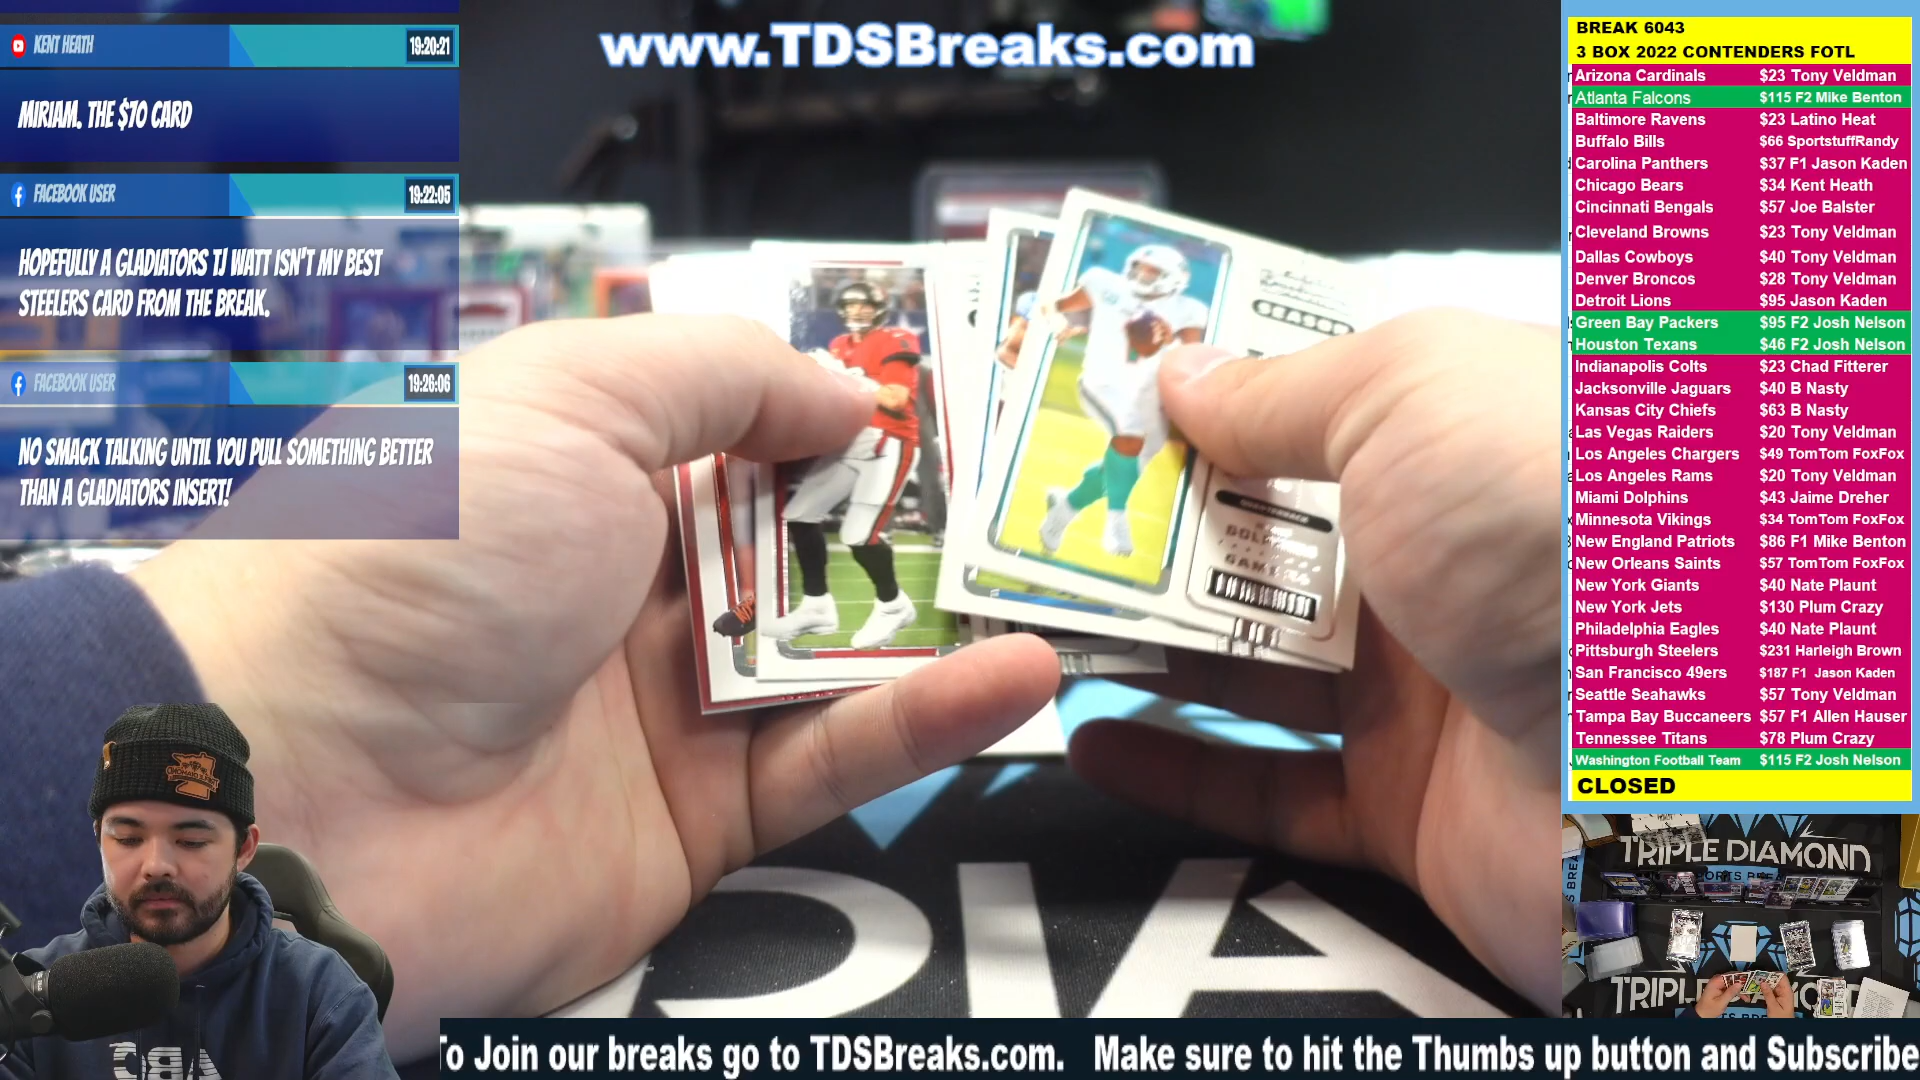 KENT HEATH
19:20:21
MIRIAM. THE $70 CARD
FACEBOOK USER
19:22:05
HOPEFULLY A GLADIATORS TJ WATT ISN'T MY BEST
STEELERS CARD FROM THE BREAK.
FACEBOOK USER
19:26:06
NO SMACK TALKING UNTIL YOU PULL SOMETHING BETTER
THAN A GLADIATORS INSERT!
www.TDSBreaks.com
SEASON
DIA
BREAK 6043
3 BOX 2022 CONTENDERS FOTL
Arizona Cardinals $23 Tony Veldman
Atlanta Falcons $115 F2 Mike Benton
Baltimore Ravens $23 Latino Heat
Buffalo Bills $66 SportstuffRandy
Carolina Panthers $37 F1 Jason Kaden
Chicago Bears $34 Kent Heath
Cincinnati Bengals $57 Joe Balster
Cleveland Browns $23 Tony Veldman
Dallas Cowboys $40 Tony Veldman
Denver Broncos $28 Tony Veldman
Detroit Lions $95 Jason Kaden
Green Bay Packers $95 F2 Josh Nelson
Houston Texans $46 F2 Josh Nelson
Indianapolis Colts $23 Chad Fitterer
Jacksonville Jaguars $40 B Nasty
Kansas City Chiefs $63 B Nasty
Las Vegas Raiders $20 Tony Veldman
Los Angeles Chargers $49 TomTom FoxFox
Los Angeles Rams $20 Tony Veldman
Miami Dolphins $43 Jaime Dreher
Minnesota Vikings $34 TomTom FoxFox
New England Patriots $86 F1 Mike Benton
New Orleans Saints $57 TomTom FoxFox
New York Giants $40 Nate Plaunt
New York Jets $130 Plum Crazy
Philadelphia Eagles $40 Nate Plaunt
Pittsburgh Steelers $231 Harleigh Brown
San Francisco 49ers $187 F1 Jason Kaden
Seattle Seahawks $57 Tony Veldman
Tampa Bay Buccaneers $57 F1 Allen Hauser
Tennessee Titans $78 Plum Crazy
Washington Football Team $115 F2 Josh Nelson
CLOSED
TRIPLE DIAMOND
To Join our breaks go to TDSBreaks.com. Make sure to hit the Thumbs up button and Subscribe